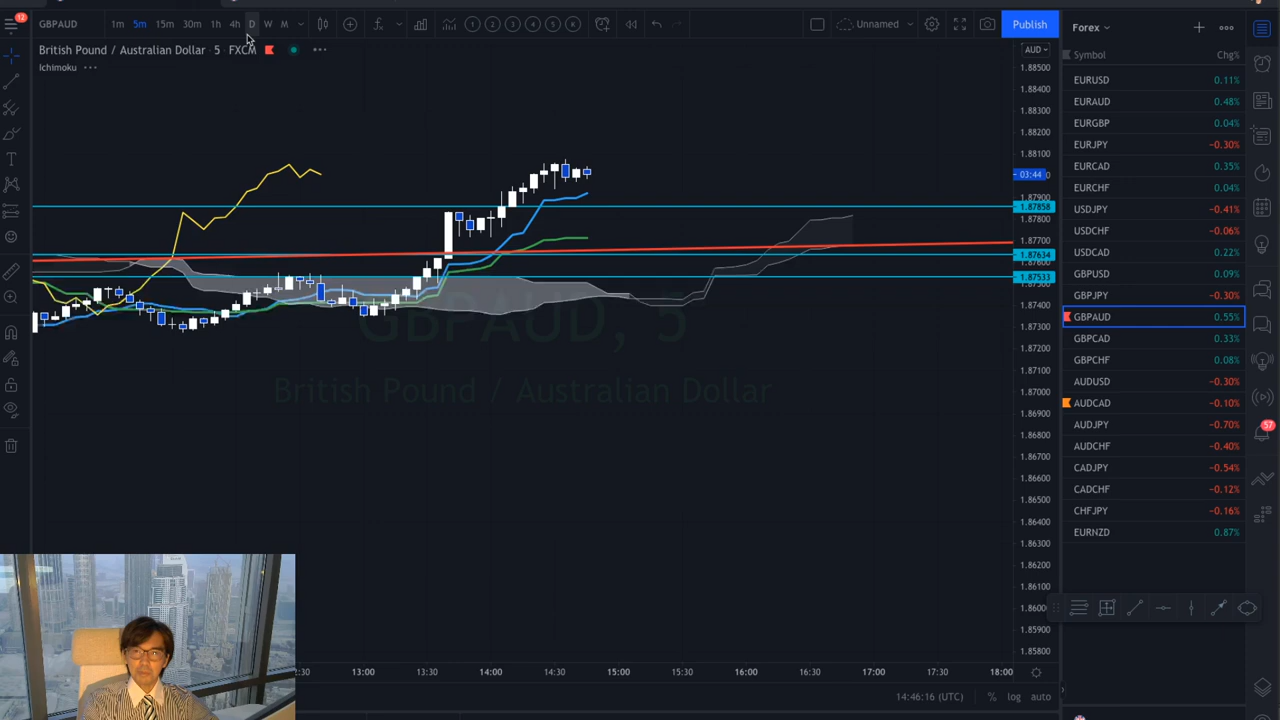 12
GBPAUD 1m 5m 15m 30m 1h 4h D W M 1 2 3 4 5 K Unnamed Publish
British Pound / Australian Dollar · 5 · FXCM
Ichimoku
AUD
1.88500
1.88400
1.88300
1.88200
1.88100
03:44
1.87900
1.87858
1.87800
1.87700
1.87634
1.87600
1.87533
1.87400
1.87300
1.87200
1.87100
1.87000
1.86900
1.86800
1.86700
1.86600
1.86500
1.86400
1.86300
1.86200
1.86100
1.86000
1.85900
1.85800
GBPAUD, 5
British Pound / Australian Dollar
:30 13:00 13:30 14:00 15:00 15:30 16:00 16:30 17:00 17:30 18:00
14:46:16 (UTC) % log auto
Forex
Symbol Chg%
EURUSD 0.11%
EURAUD 0.48%
EURGBP 0.04%
EURJPY −0.30%
EURCAD 0.35%
EURCHF 0.04%
USDJPY −0.41%
USDCHF −0.06%
USDCAD 0.22%
GBPUSD 0.09%
GBPJPY −0.30%
GBPAUD 0.55%
GBPCAD 0.33%
GBPCHF 0.08%
AUDUSD −0.30%
AUDCAD −0.10%
AUDJPY −0.70%
AUDCHF −0.40%
CADJPY −0.54%
CADCHF −0.12%
CHFJPY −0.16%
EURNZD 0.87%
57